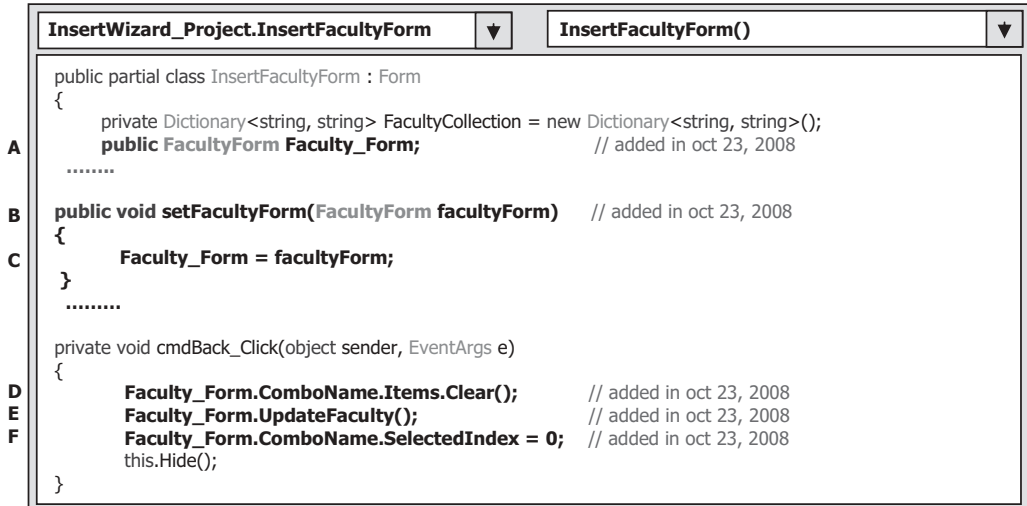 InsertWizard_Project.InsertFacultyForm InsertFacultyForm()
public partial class InsertFacultyForm : Form
{
private Dictionary<string, string> FacultyCollection = new Dictionary<string, string>();
A public FacultyForm Faculty_Form; // added in oct 23, 2008
........
B public void setFacultyForm(FacultyForm facultyForm) // added in oct 23, 2008
{
C Faculty_Form = facultyForm;
}
.........
private void cmdBack_Click(object sender, EventArgs e)
{
D Faculty_Form.ComboName.Items.Clear(); // added in oct 23, 2008
E Faculty_Form.UpdateFaculty(); // added in oct 23, 2008
F Faculty_Form.ComboName.SelectedIndex = 0; // added in oct 23, 2008
this.Hide();
}